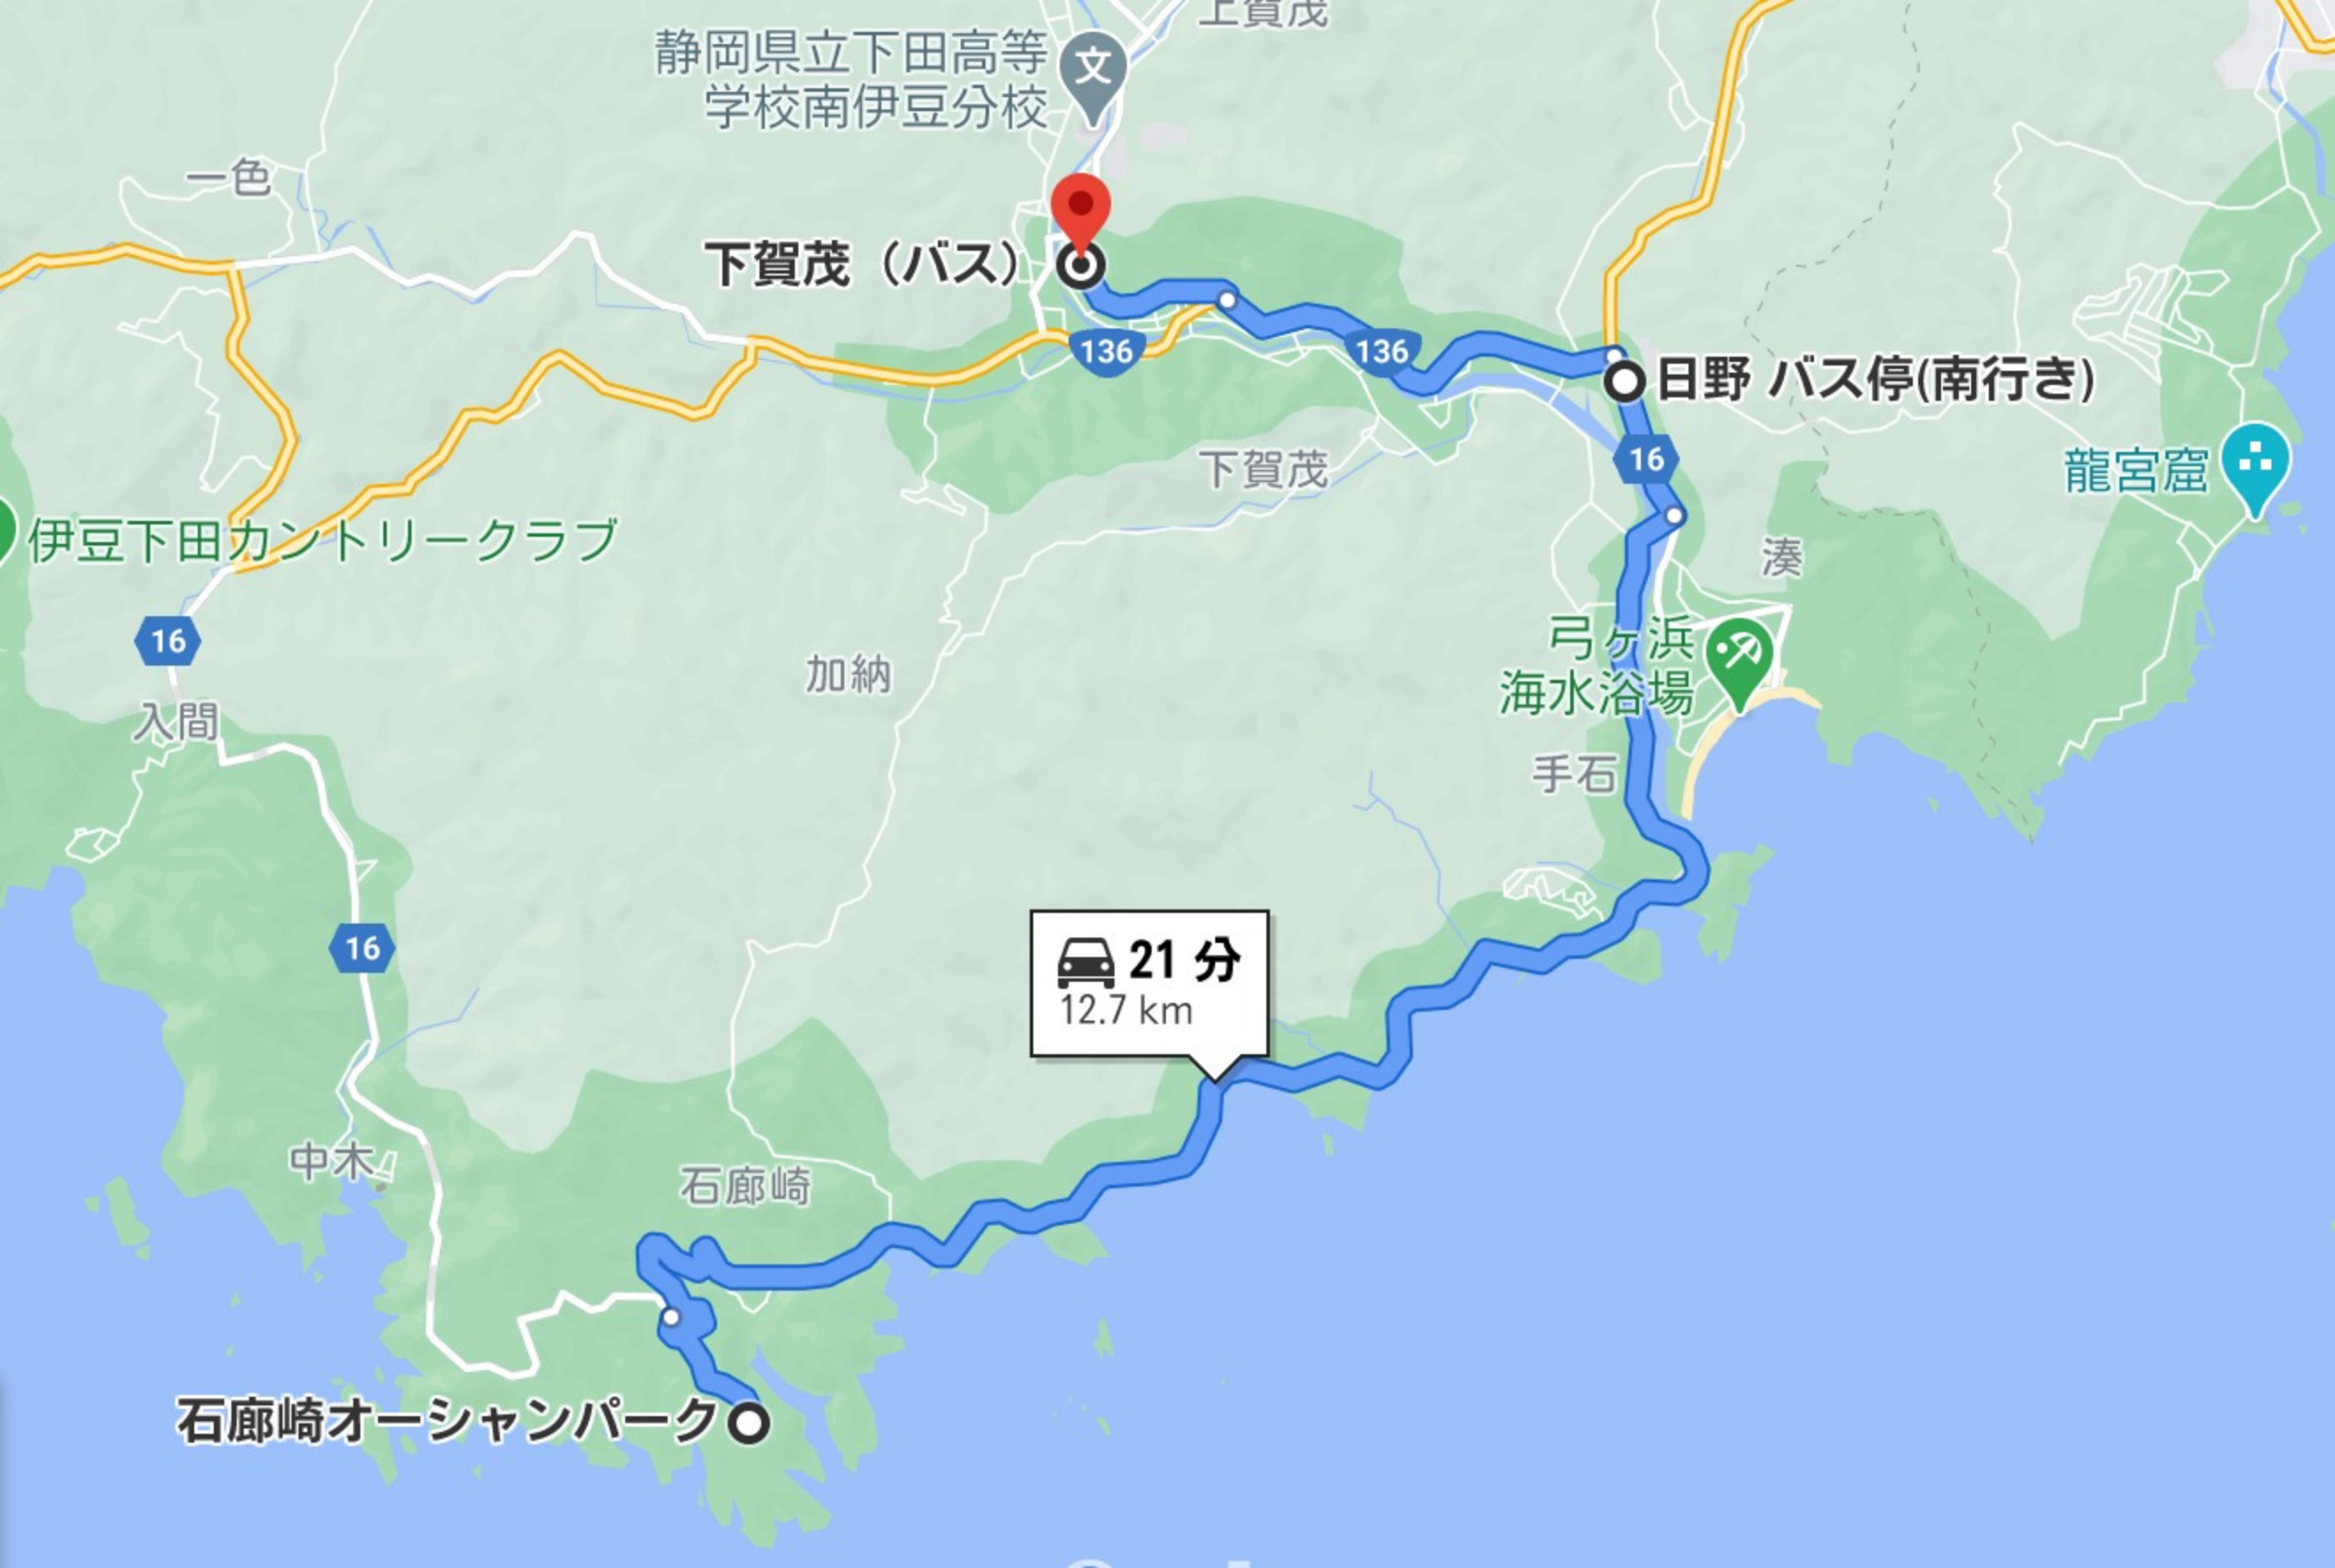 上賀茂
静岡県立下田高等
学校南伊豆分校
一色
下賀茂（バス）
136
136
日野 バス停(南行き)
16
下賀茂
龍宮窟
伊豆下田カントリークラブ
湊
16
弓ヶ浜
海水浴場
加納
入間
手石
16
21 分
12.7 km
中木
石廊崎
石廊崎オーシャンパーク